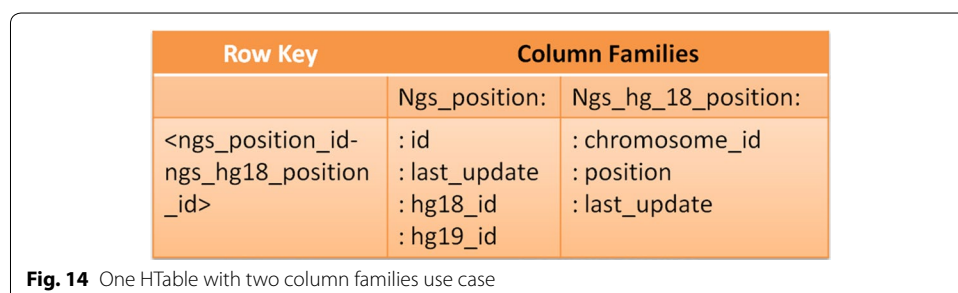 Row Key Column Families
Ngs_position: Ngs_hg_18_position:
<ngs_position_id-
ngs_hg18_position
_id>
: id
: last_update
: hg18_id
: hg19_id
: chromosome_id
: position
: last_update
Fig. 14 One HTable with two column families use case